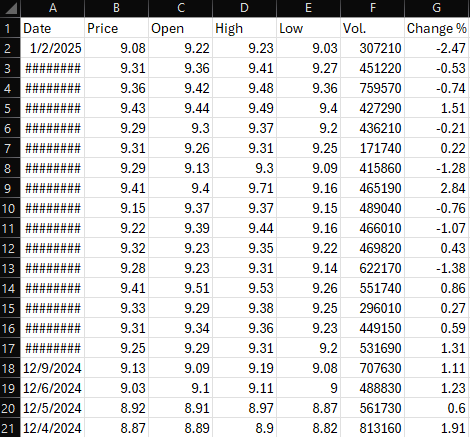 A B C D E F G
1 Date Price Open High Low Vol. Change %
2 1/2/2025 9.08 9.22 9.23 9.03 307210 -2.47
3 ######## 9.31 9.36 9.41 9.27 451220 -0.53
4 ######## 9.36 9.42 9.48 9.36 759570 -0.74
5 ######## 9.43 9.44 9.49 9.4 427290 1.51
6 ######## 9.29 9.3 9.37 9.2 436210 -0.21
7 ######## 9.31 9.26 9.31 9.25 171740 0.22
8 ######## 9.29 9.13 9.3 9.09 415860 -1.28
9 ######## 9.41 9.4 9.71 9.16 465190 2.84
10 ######## 9.15 9.37 9.37 9.15 489040 -0.76
11 ######## 9.22 9.39 9.44 9.16 466010 -1.07
12 ######## 9.32 9.23 9.35 9.22 469820 0.43
13 ######## 9.28 9.23 9.31 9.14 622170 -1.38
14 ######## 9.41 9.51 9.53 9.26 551740 0.86
15 ######## 9.33 9.29 9.38 9.25 296010 0.27
16 ######## 9.31 9.34 9.36 9.23 449150 0.59
17 ######## 9.25 9.29 9.31 9.2 531690 1.31
18 12/9/2024 9.13 9.09 9.19 9.08 707630 1.11
19 12/6/2024 9.03 9.1 9.11 9 488830 1.23
20 12/5/2024 8.92 8.91 8.97 8.87 561730 0.6
21 12/4/2024 8.87 8.89 8.9 8.82 813160 1.91